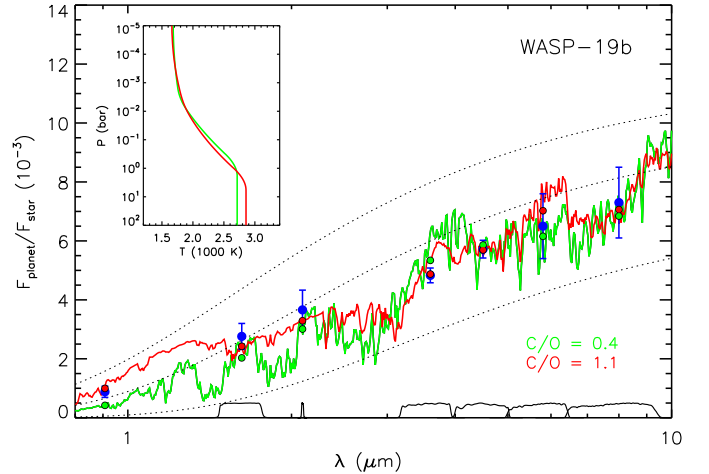 WASP−19b
14
12
10
8
6
4
2
0
F_planet/F_star (10⁻³)
10⁻⁵
10⁻⁴
10⁻³
10⁻²
10⁻¹
10⁰
10¹
10²
P (bar)
1.5 2.0 2.5 3.0
T (1000 K)
C/O = 0.4
C/O = 1.1
1 10
λ (μm)